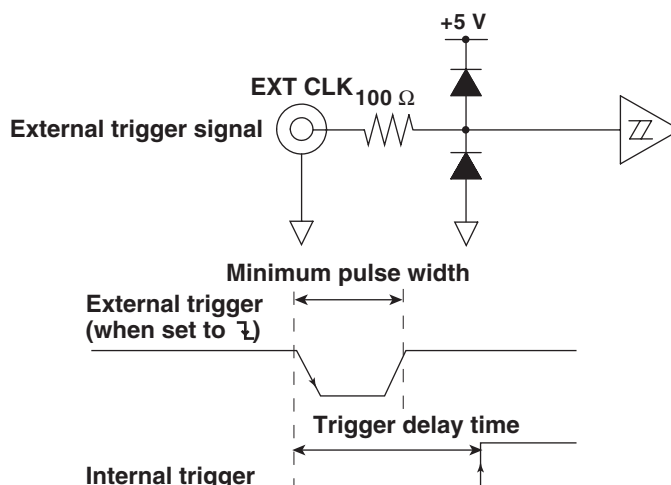 +5 V
EXT CLK
100 Ω
External trigger signal
Minimum pulse width
External trigger
(when set to )
Trigger delay time
Internal trigger